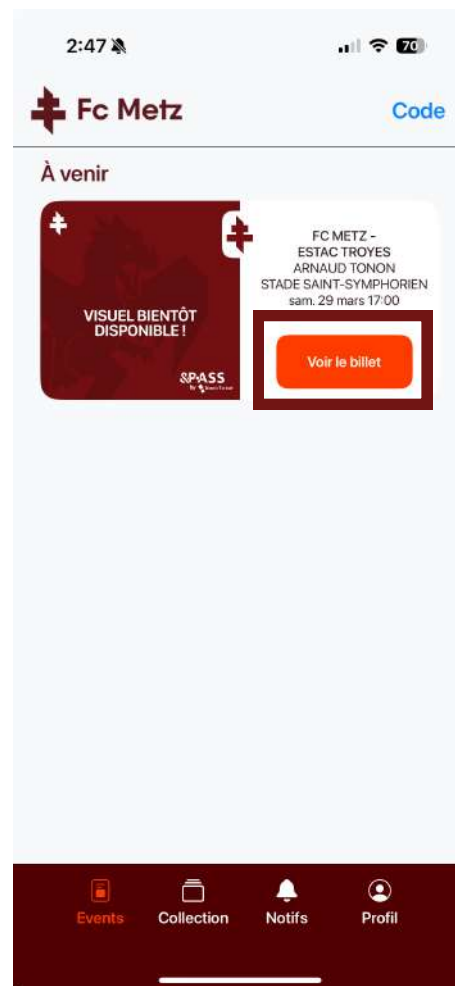 2:47
70
Fc Metz
Code
À venir
VISUEL BIENTÔT
DISPONIBLE !
FC METZ -
ESTAC TROYES
ARNAUD TONON
STADE SAINT-SYMPHORIEN
sam. 29 mars 17:00
Voir le billet
Events
Collection
Notifs
Profil